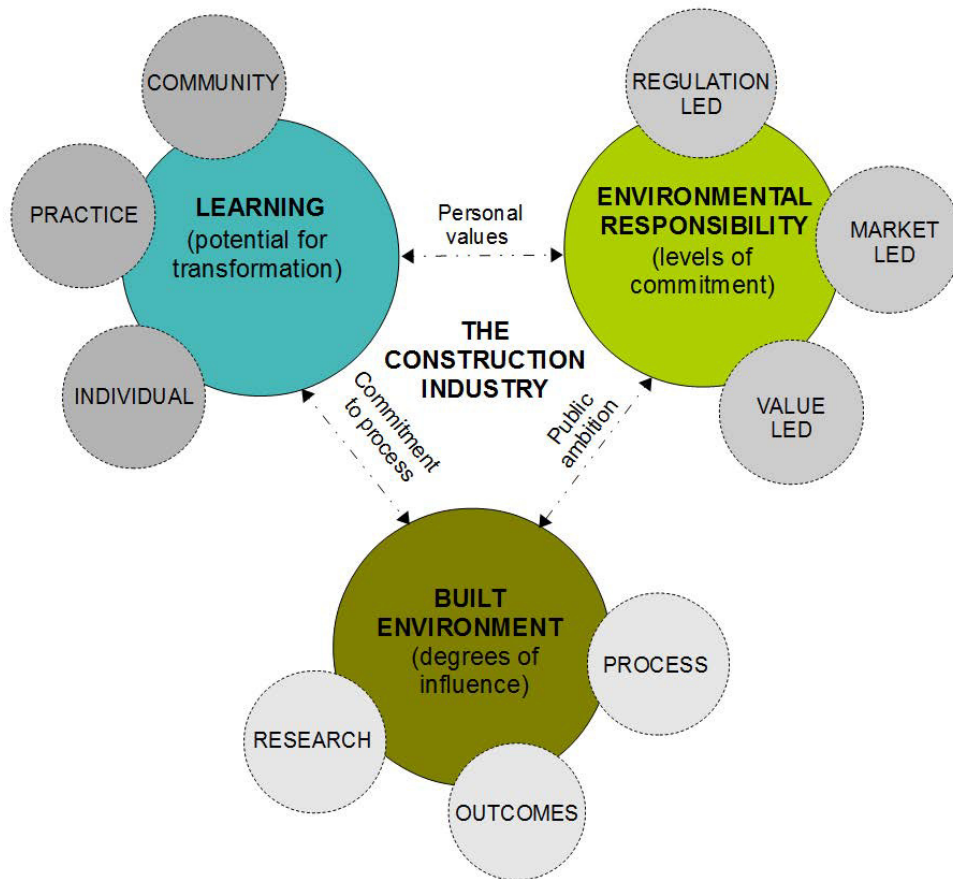 COMMUNITY
PRACTICE
INDIVIDUAL
LEARNING
(potential for
transformation)
Personal
values
REGULATION
LED
ENVIRONMENTAL
RESPONSIBILITY
(levels of
commitment)
MARKET
LED
VALUE
LED
THE
CONSTRUCTION
INDUSTRY
Commitment
to process
Public
ambition
BUILT
ENVIRONMENT
(degrees of
influence)
PROCESS
RESEARCH
OUTCOMES